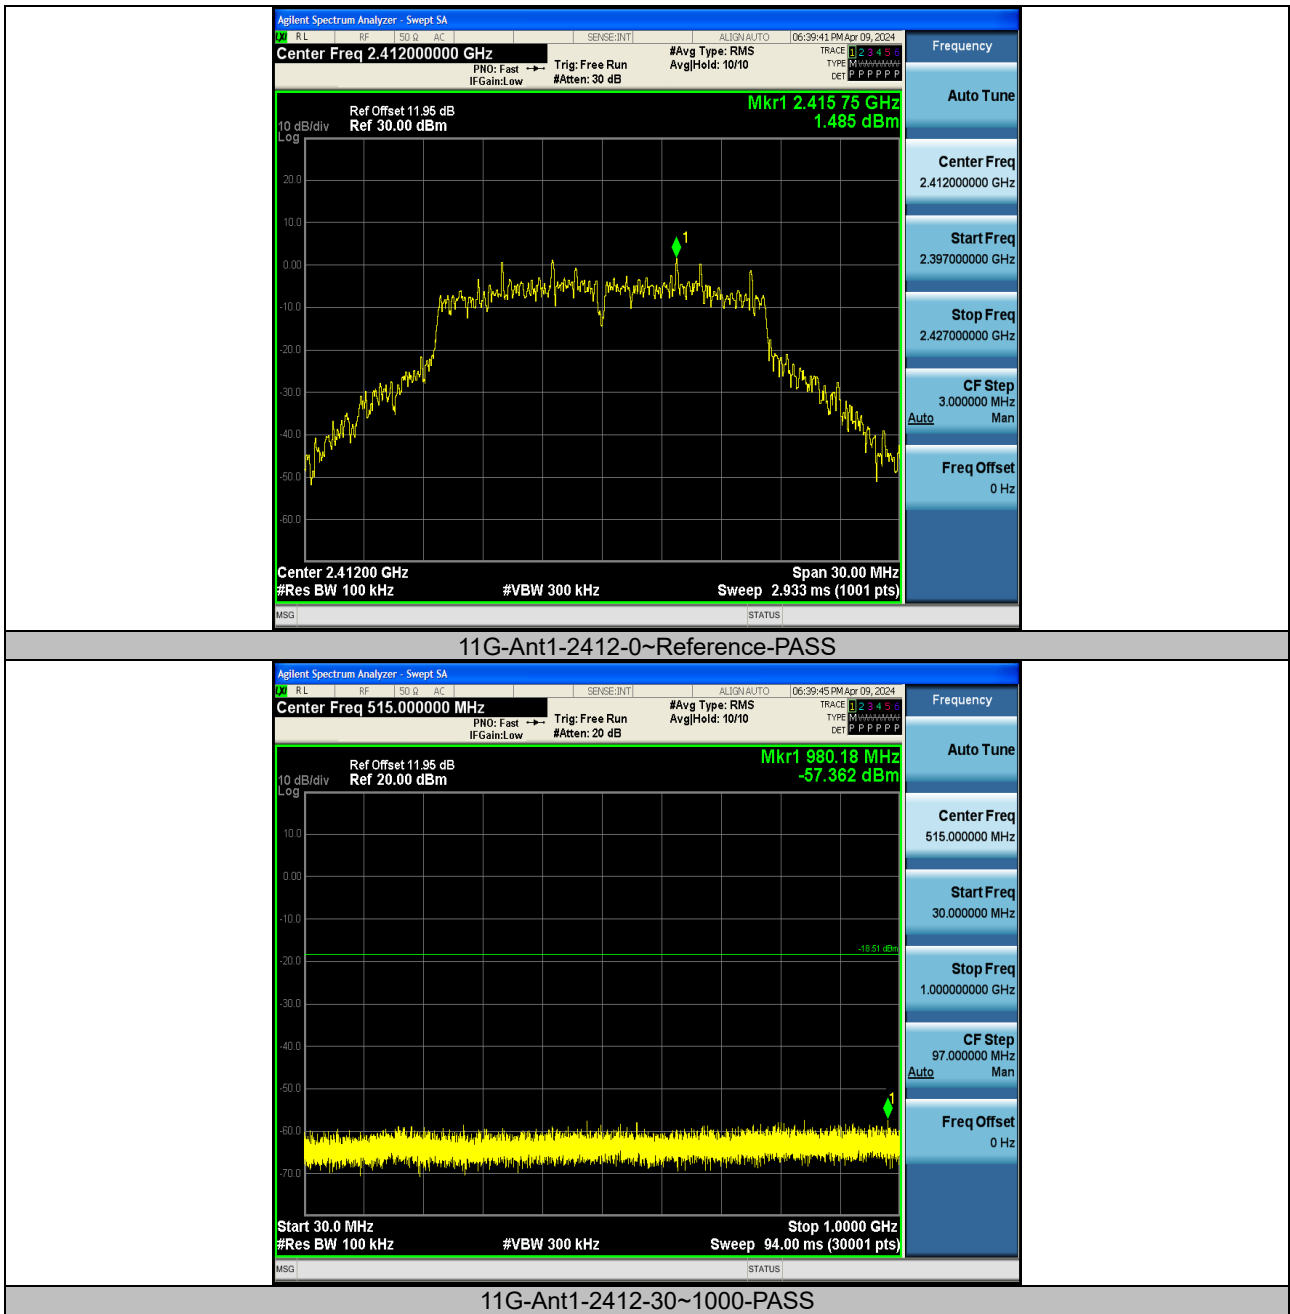 Agilent Spectrum Analyzer - Swept SA
RL RF 50 Ω AC SENSE:INT ALIGN AUTO 06:39:41 PM Apr 09, 2024
Center Freq 2.412000000 GHz
PNO: Fast
IFGain:Low
Trig: Free Run
#Atten: 30 dB
#Avg Type: RMS
Avg|Hold: 10/10
TRACE 1 2 3 4 5 6
TYPE M
DET P P P P P P
Ref Offset 11.95 dB
10 dB/div Ref 30.00 dBm
Log
Mkr1 2.415 75 GHz
1.485 dBm
20.0
10.0
0.00
-10.0
-20.0
-30.0
-40.0
-50.0
-60.0
1
Center 2.41200 GHz Span 30.00 MHz
#Res BW 100 kHz #VBW 300 kHz Sweep 2.933 ms (1001 pts)
MSG STATUS
Frequency
Auto Tune
Center Freq
2.412000000 GHz
Start Freq
2.397000000 GHz
Stop Freq
2.427000000 GHz
CF Step
3.000000 MHz
Auto Man
Freq Offset
0 Hz
11G-Ant1-2412-0~Reference-PASS
Agilent Spectrum Analyzer - Swept SA
RL RF 50 Ω AC SENSE:INT ALIGN AUTO 06:39:45 PM Apr 09, 2024
Center Freq 515.000000 MHz
PNO: Fast
IFGain:Low
Trig: Free Run
#Atten: 20 dB
#Avg Type: RMS
Avg|Hold: 10/10
TRACE 1 2 3 4 5 6
TYPE M
DET P P P P P P
Ref Offset 11.95 dB
10 dB/div Ref 20.00 dBm
Log
Mkr1 980.18 MHz
-57.362 dBm
10.0
0.00
-10.0
-20.0
-30.0
-40.0
-50.0
-60.0
-70.0
-18.51 dBm
1
Start 30.0 MHz Stop 1.0000 GHz
#Res BW 100 kHz #VBW 300 kHz Sweep 94.00 ms (30001 pts)
MSG STATUS
Frequency
Auto Tune
Center Freq
515.000000 MHz
Start Freq
30.000000 MHz
Stop Freq
1.000000000 GHz
CF Step
97.000000 MHz
Auto Man
Freq Offset
0 Hz
11G-Ant1-2412-30~1000-PASS